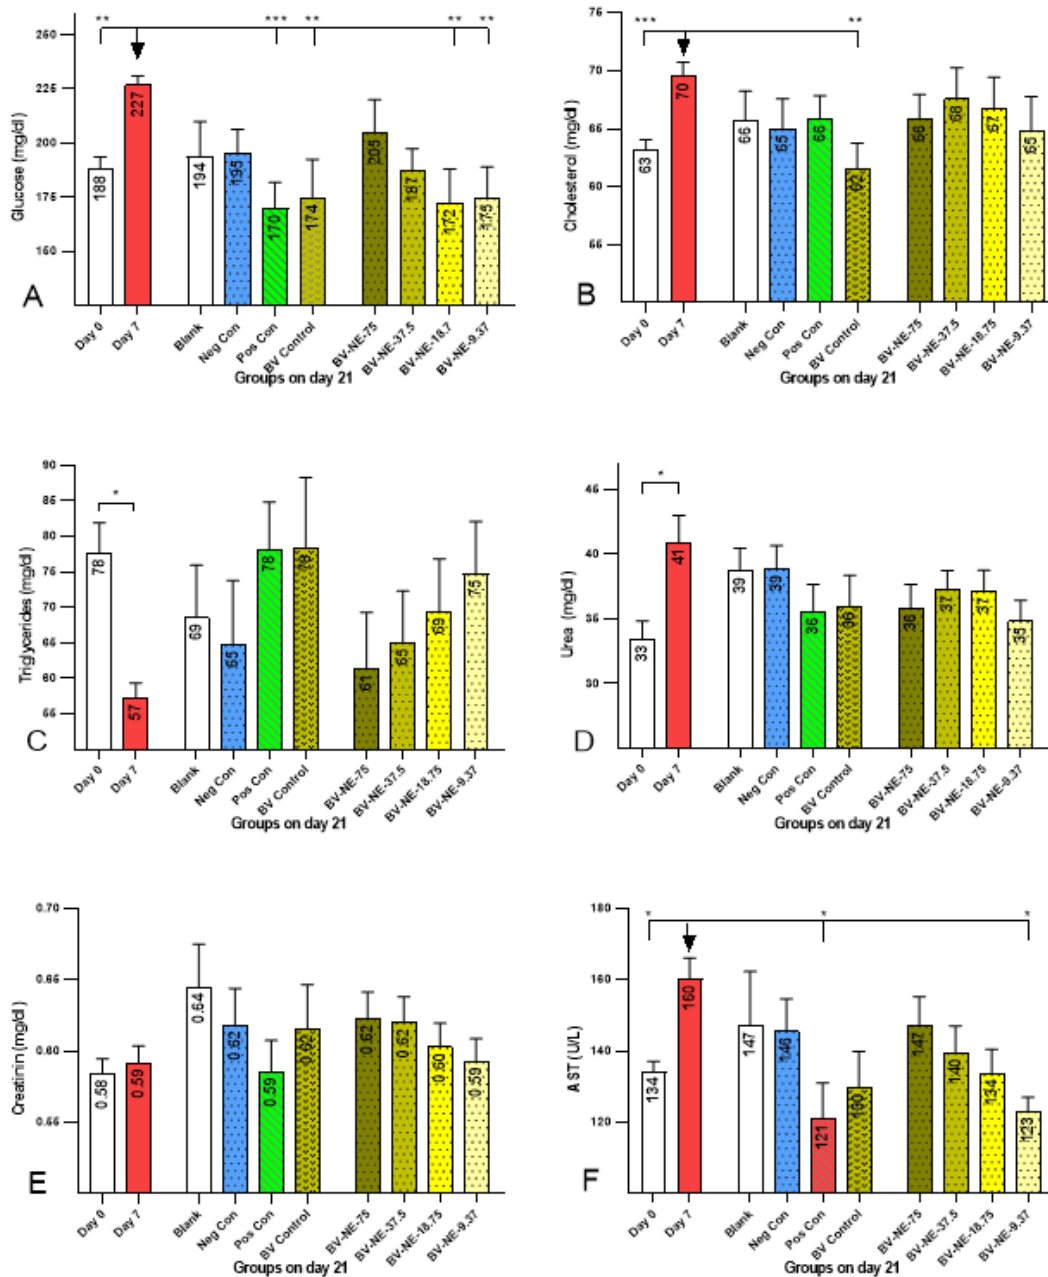 ** *** ** ** **
260
225
200
175
160
Glucose (mg/dl)
188 227 194 195 170 174 205 187 172 175
A
Day 0 Day 7 Blank Neg Con Pos Con BV Control BV-NE-75 BV-NE-37.5 BV-NE-18.7 BV-NE-9.37
Groups on day 21
*** **
76
70
66
60
66
Cholesterol (mg/dl)
63 70 66 65 66 62 66 68 67 65
B
Day 0 Day 7 Blank Neg Con Pos Con BV Control BV-NE-75 BV-NE-37.5 BV-NE-18.75 BV-NE-9.37
Groups on day 21
*
90
85
80
76
70
66
60
66
Triglycerides (mg/dl)
78 57 69 65 78 78 61 65 69 75
C
Day 0 Day 7 Blank Neg Con Pos Con BV Control BV-NE-75 BV-NE-37.5 BV-NE-18.75 BV-NE-9.37
Groups on day 21
*
46
40
36
30
Urea (mg/dl)
33 41 39 39 36 36 36 37 37 35
D
Day 0 Day 7 Blank Neg Con Pos Con BV Control BV-NE-75 BV-NE-37.5 BV-NE-18.75 BV-NE-9.37
Groups on day 21
0.70
0.66
0.60
0.66
Creatinin (mg/dl)
0.58 0.59 0.64 0.62 0.59 0.62 0.62 0.62 0.60 0.59
E
Day 0 Day 7 Blank Neg Con Pos Con BV Control BV-NE-75 BV-NE-37.5 BV-NE-18.75 BV-NE-9.37
Groups on day 21
* * *
180
160
140
120
AST (U/L)
134 160 147 146 121 130 147 140 134 123
F
Day 0 Day 7 Blank Neg Con Pos Con BV Control BV-NE-75 BV-NE-37.5 BV-NE-18.75 BV-NE-9.37
Groups on day 21